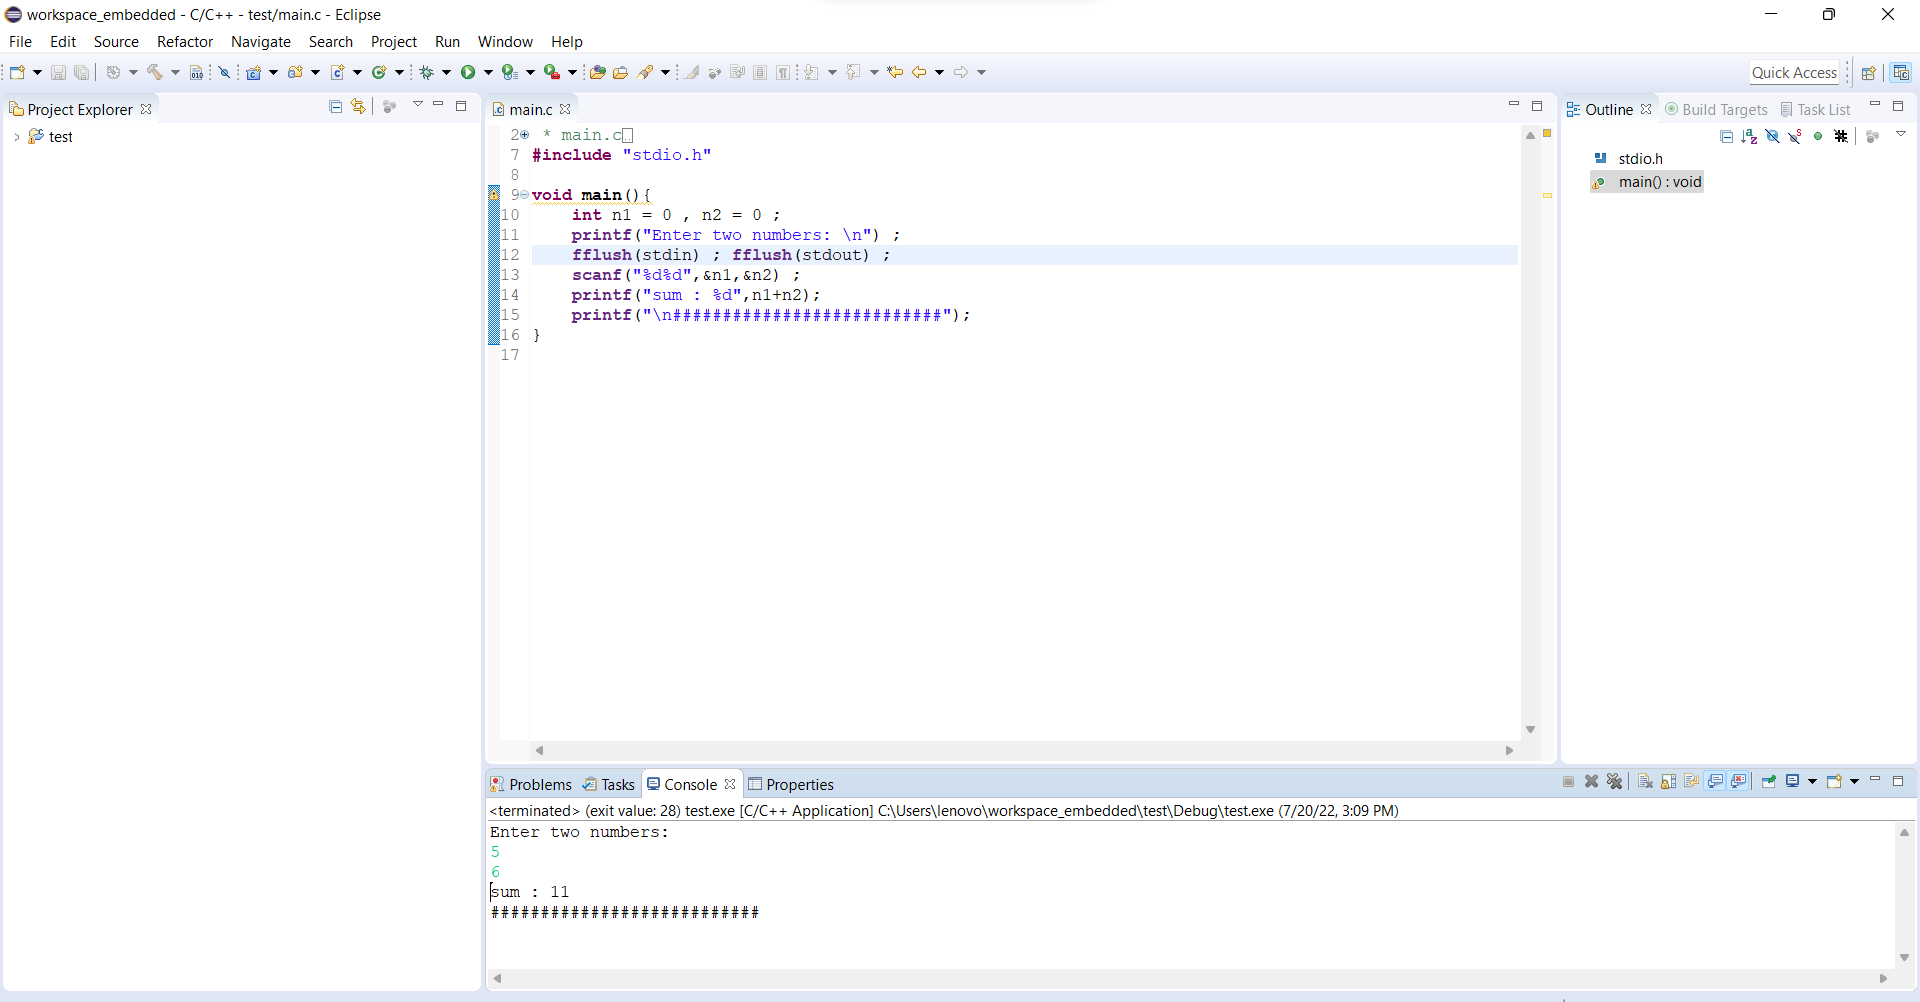 workspace_embedded - C/C++ - test/main.c - Eclipse
File Edit Source Refactor Navigate Search Project Run Window Help
Quick Access
Project Explorer
test
main.c
2 * main.c
7 #include "stdio.h"
8
9 void main(){
10 int n1 = 0 , n2 = 0 ;
11 printf("Enter two numbers: \n") ;
12 fflush(stdin) ; fflush(stdout) ;
13 scanf("%d%d",&n1,&n2) ;
14 printf("sum : %d",n1+n2);
15 printf("\n###########################");
16 }
17
Outline Build Targets Task List
stdio.h
main() : void
Problems Tasks Console Properties
<terminated> (exit value: 28) test.exe [C/C++ Application] C:\Users\lenovo\workspace_embedded\test\Debug\test.exe (7/20/22, 3:09 PM)
Enter two numbers:
5
6
sum : 11
###########################